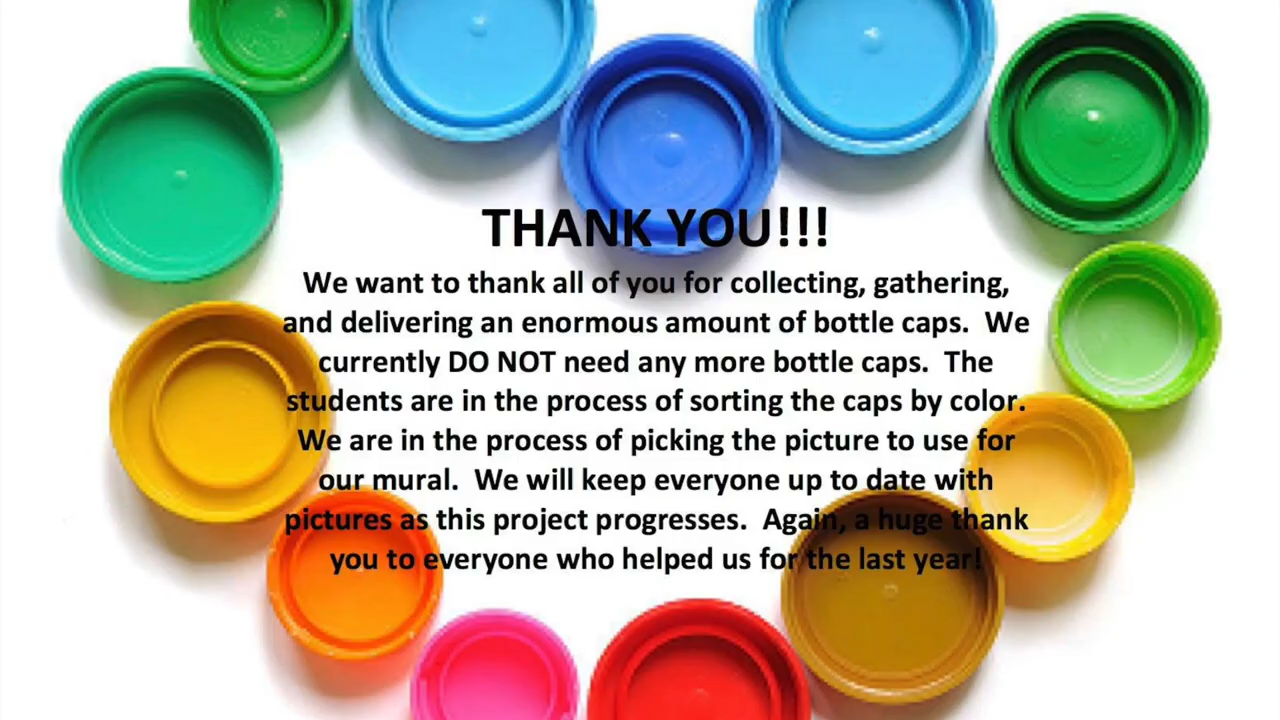 THANK YOU!!!
We want to thank all of you for collecting, gathering,
and delivering an enormous amount of bottle caps.  We
currently DO NOT need any more bottle caps.  The
students are in the process of sorting the caps by color.
We are in the process of picking the picture to use for
our mural.  We will keep everyone up to date with
pictures as this project progresses.  Again, a huge thank
you to everyone who helped us for the last year!